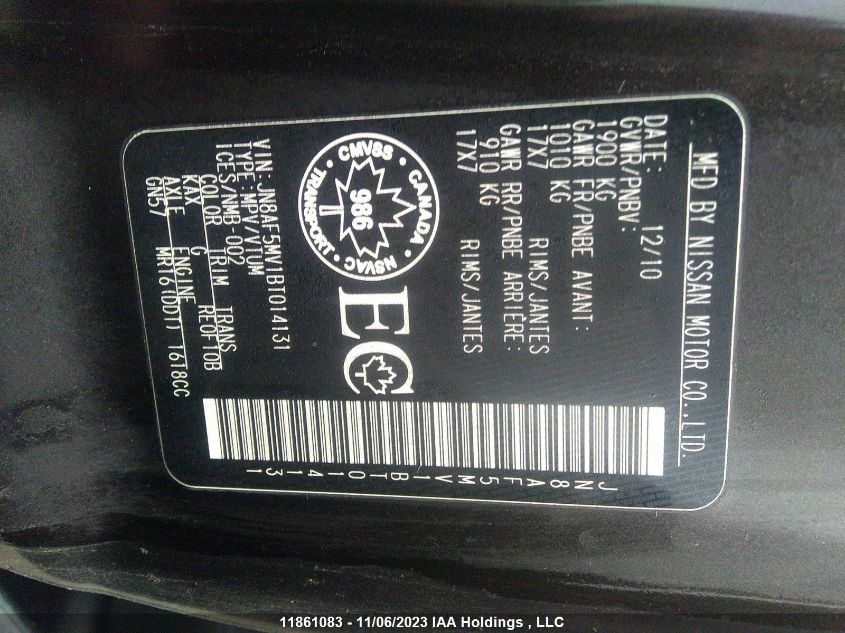 MFD BY NISSAN MOTOR CO.,LTD.
DATE: 12/10
GVWR/PNBV:
1900 KG
GAWR FR/PNBE AVANT:
1010 KG RIMS/JANTES
17X7
GAWR RR/PNBE ARRIÈRE:
910 KG RIMS/JANTES
17X7
CANADA
CMVSS
TRANSPORT
NSVAC
986
EC
VIN: JN8AF5MV1BT014131
TYPE:MPV/VTUM
ICES/NMB-002
COLOR TRIM TRANS
KAX G RE0F10B
AXLE ENGINE
GN57 MR16(DDT) 1618CC
JN8AF5MV1BT014131
11861083 - 11/06/2023 IAA Holdings , LLC